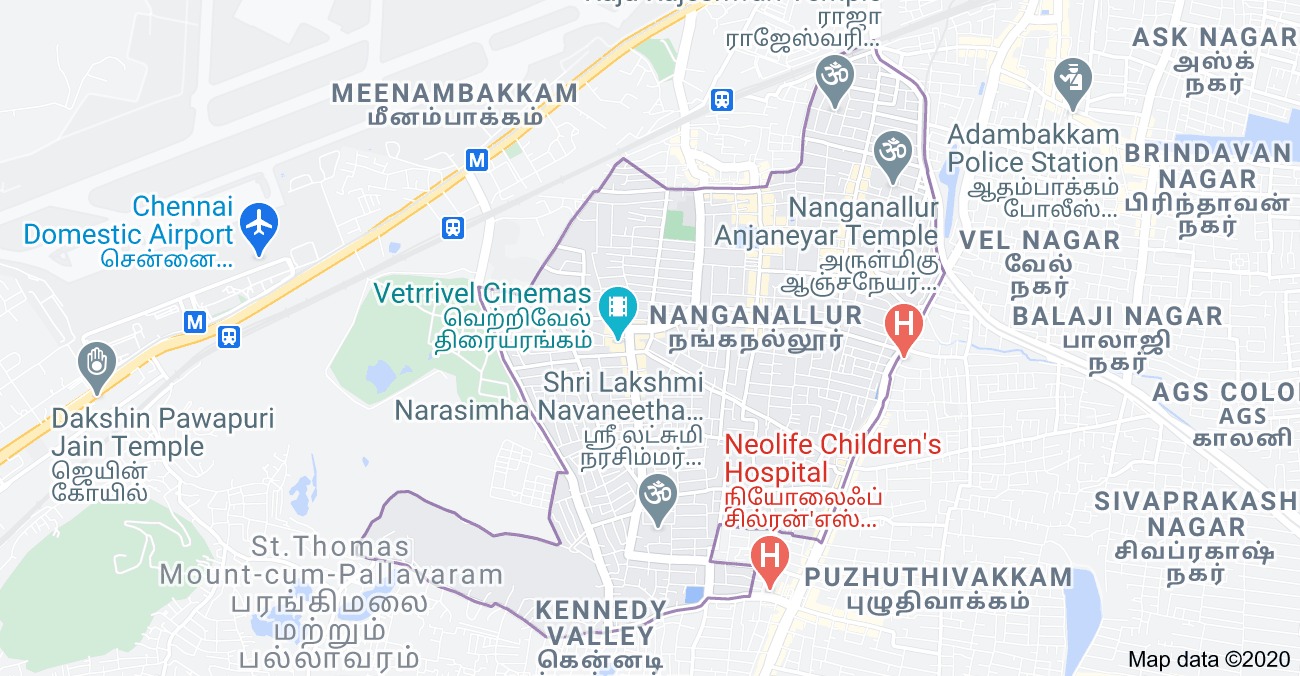 ராஜா
ராஜேஸ்வரி...
ASK NAGAR
அஸ்க்
நகர்
MEENAMBAKKAM
மீனம்பாக்கம்
Adambakkam
Police Station
ஆதம்பாக்கம்
போலீஸ்...
BRINDAVAN
NAGAR
பிரிந்தாவன்
நகர்
M
Chennai
Domestic Airport
சென்னை...
Nanganallur
Anjaneyar Temple
அருள்மிகு
ஆஞ்சநேயர்...
VEL NAGAR
வேல்
நகர்
Vetrrivel Cinemas
வெற்றிவேல்
திரையரங்கம்
NANGANALLUR
நங்கநல்லூர்
H
BALAJI NAGAR
பாலாஜி
நகர்
M
Dakshin Pawapuri
Jain Temple
ஜெயின்
கோயில்
Shri Lakshmi
Narasimha Navaneetha...
ஸ்ரீ லட்சுமி
நரசிம்மர்...
AGS COLO
AGS
காலனி
Neolife Children's
Hospital
நியோலைஃப்
சில்ரன்'எஸ்...
H
SIVAPRAKASH
NAGAR
சிவப்ரகாஷ்
நகர்
St.Thomas
Mount-cum-Pallavaram
பரங்கிமலை
மற்றும்
பல்லாவரம்
PUZHUTHIVAKKAM
புழுதிவாக்கம்
KENNEDY
VALLEY
கென்னடி
Map data ©2020